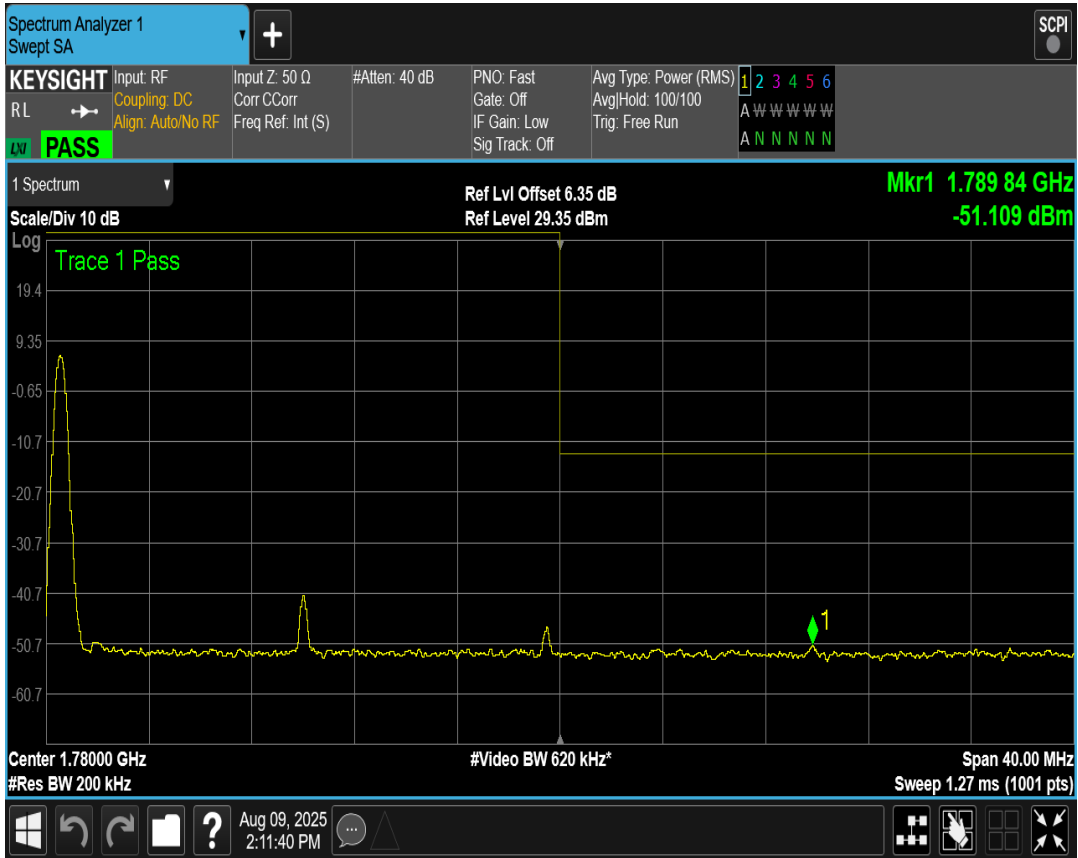 Spectrum Analyzer 1
Swept SA
+
SCPI
KEYSIGHT
RL
LXI PASS
Input: RF
Coupling: DC
Align: Auto/No RF
Input Z: 50 Ω
Corr CCorr
Freq Ref: Int (S)
#Atten: 40 dB
PNO: Fast
Gate: Off
IF Gain: Low
Sig Track: Off
Avg Type: Power (RMS)
Avg|Hold: 100/100
Trig: Free Run
1 2 3 4 5 6
A W W W W W
A N N N N N
1 Spectrum
Scale/Div 10 dB
Ref Lvl Offset 6.35 dB
Ref Level 29.35 dBm
Mkr1 1.789 84 GHz
-51.109 dBm
Log
Trace 1 Pass
19.4
9.35
-0.65
-10.7
-20.7
-30.7
-40.7
-50.7
-60.7
1
Center 1.78000 GHz
#Res BW 200 kHz
#Video BW 620 kHz*
Span 40.00 MHz
Sweep 1.27 ms (1001 pts)
?
Aug 09, 2025
2:11:40 PM